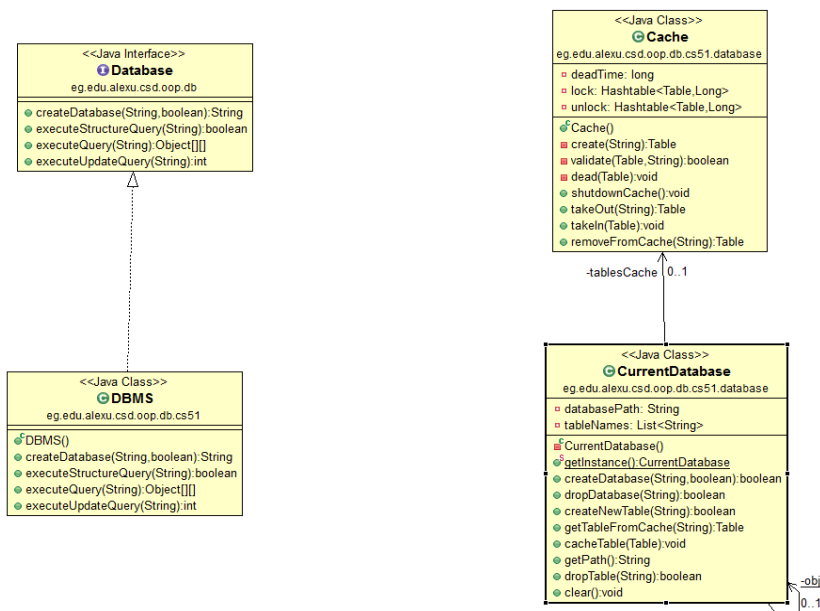 <<Java Interface>>
Database
eg.edu.alexu.csd.oop.db
createDatabase(String,boolean):String
executeStructureQuery(String):boolean
executeQuery(String):Object[][]
executeUpdateQuery(String):int
<<Java Class>>
DBMS
eg.edu.alexu.csd.oop.db.cs51
DBMS()
createDatabase(String,boolean):String
executeStructureQuery(String):boolean
executeQuery(String):Object[][]
executeUpdateQuery(String):int
<<Java Class>>
Cache
eg.edu.alexu.csd.oop.db.cs51.database
deadTime: long
lock: Hashtable<Table,Long>
unlock: Hashtable<Table,Long>
Cache()
create(String):Table
validate(Table,String):boolean
dead(Table):void
shutdownCache():void
takeOut(String):Table
takeIn(Table):void
removeFromCache(String):Table
-tablesCache 0..1
<<Java Class>>
CurrentDatabase
eg.edu.alexu.csd.oop.db.cs51.database
databasePath: String
tableNames: List<String>
CurrentDatabase()
getInstance():CurrentDatabase
createDatabase(String,boolean):boolean
dropDatabase(String):boolean
createNewTable(String):boolean
getTableFromCache(String):Table
cacheTable(Table):void
getPath():String
dropTable(String):boolean
clear():void
-obj
0..1